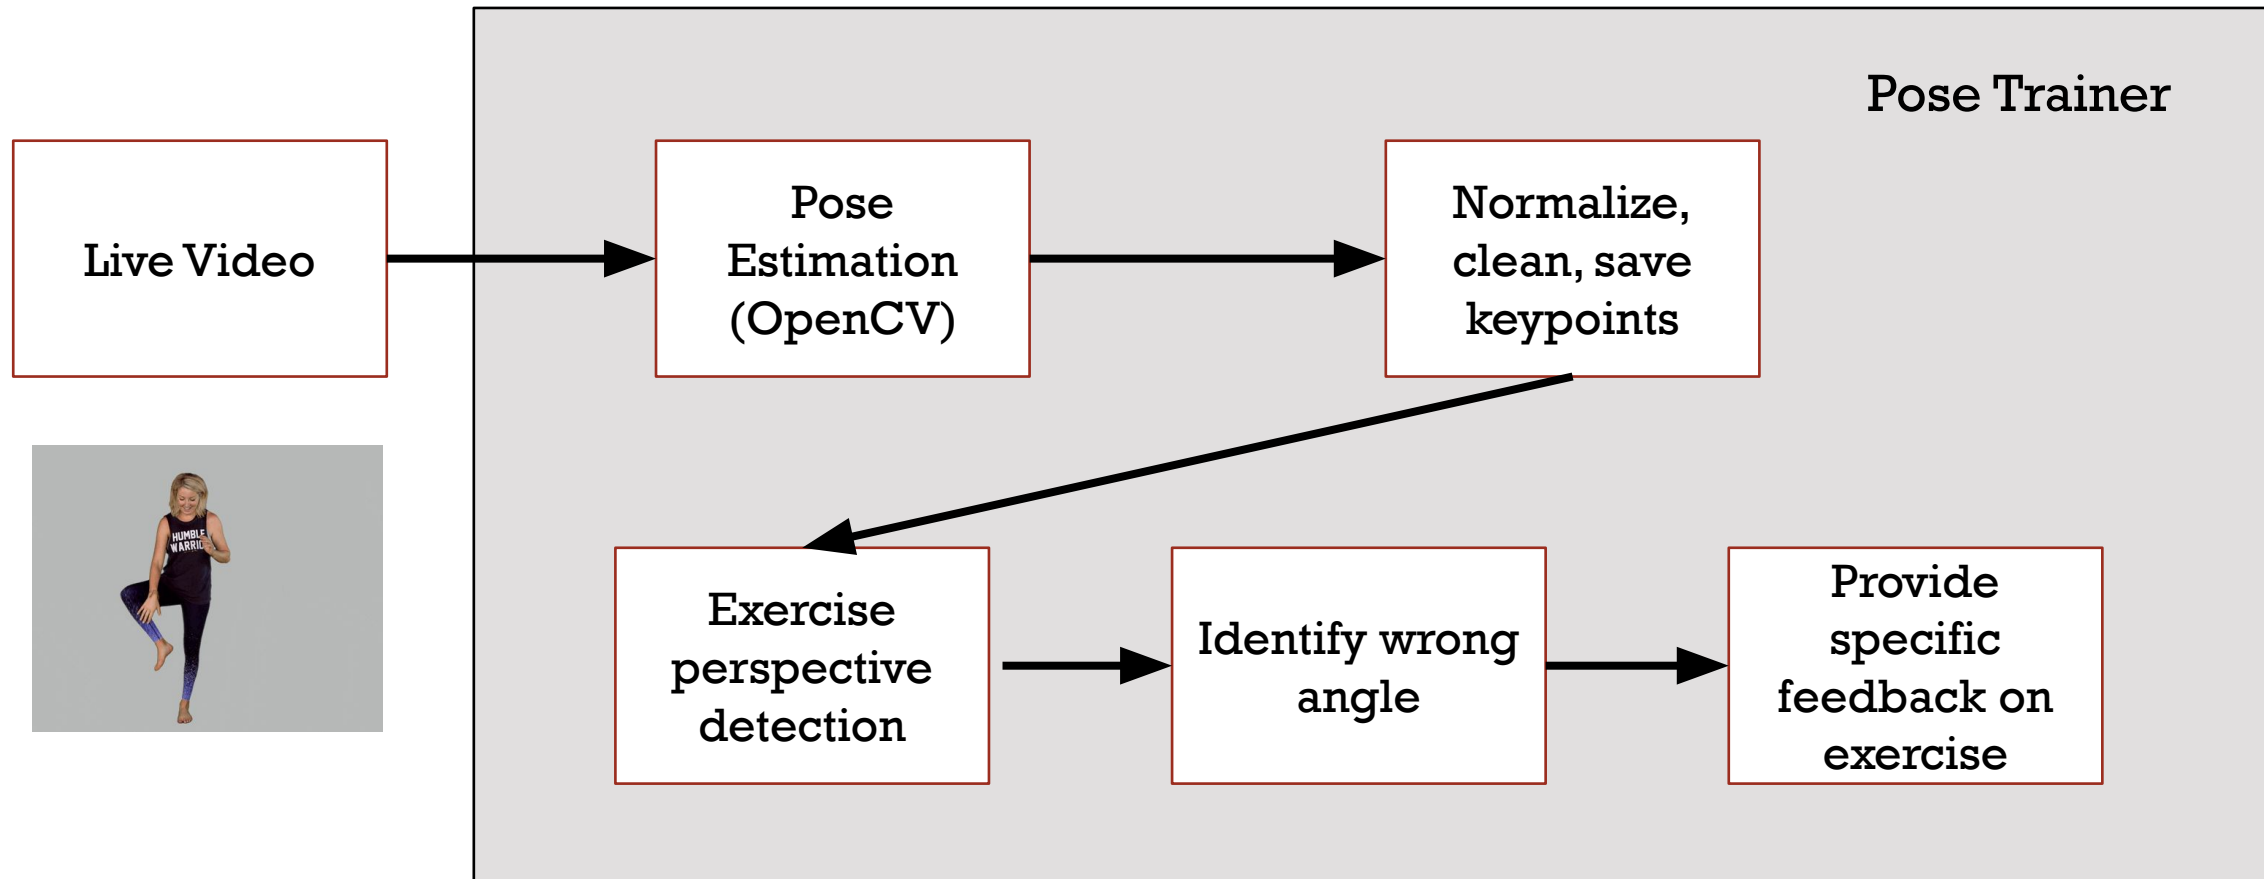 Pose Trainer
Live Video
Pose
Estimation
(OpenCV)
Normalize,
clean, save
keypoints
HUMBLE
Exercise
perspective
detection
Identify wrong
angle
Provide
specific
feedback on
exercise